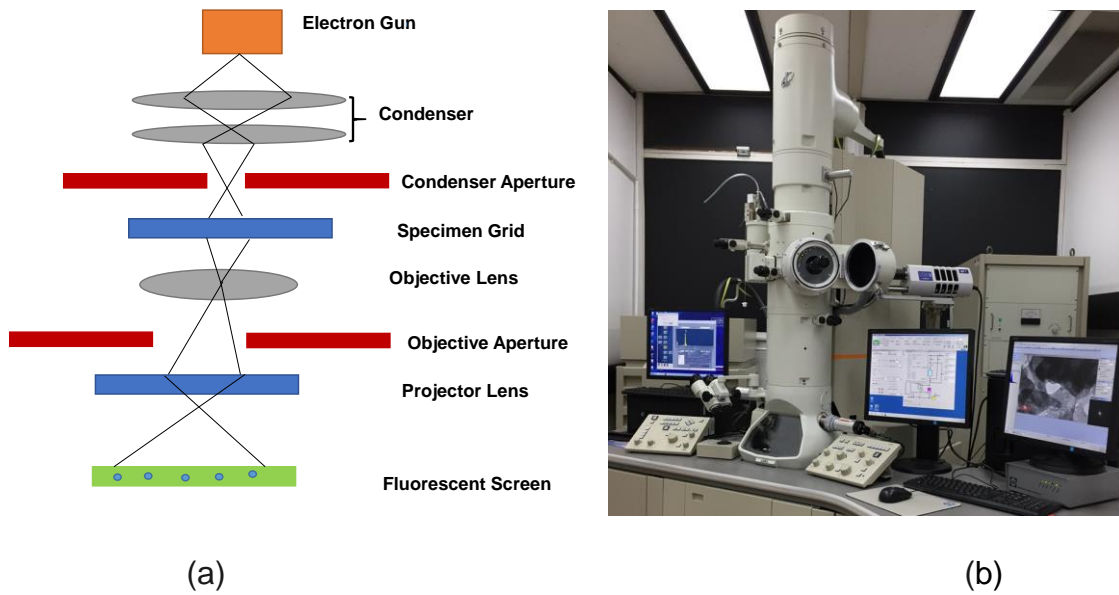 Electron Gun
Condenser
Condenser Aperture
Specimen Grid
Objective Lens
Objective Aperture
Projector Lens
Fluorescent Screen
(a)
(b)